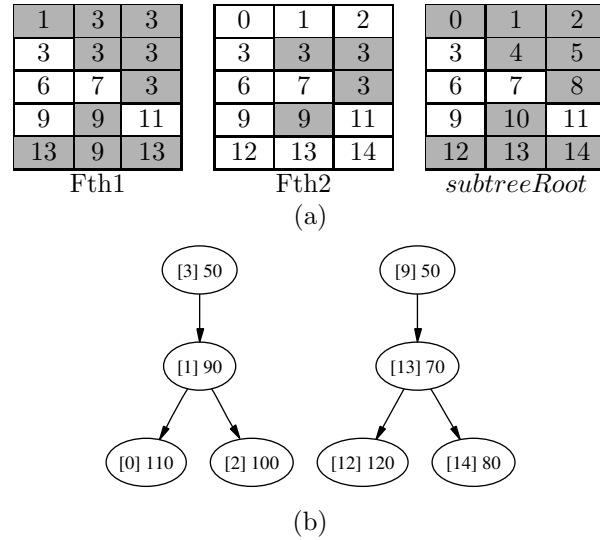 1 3 3
3 3 3
6 7 3
9 9 11
13 9 13
Fth1
0 1 2
3 3 3
6 7 3
9 9 11
12 13 14
Fth2
0 1 2
3 4 5
6 7 8
9 10 11
12 13 14
subtreeRoot
(a)
[3] 50
[9] 50
[1] 90
[13] 70
[0] 110
[2] 100
[12] 120
[14] 80
(b)